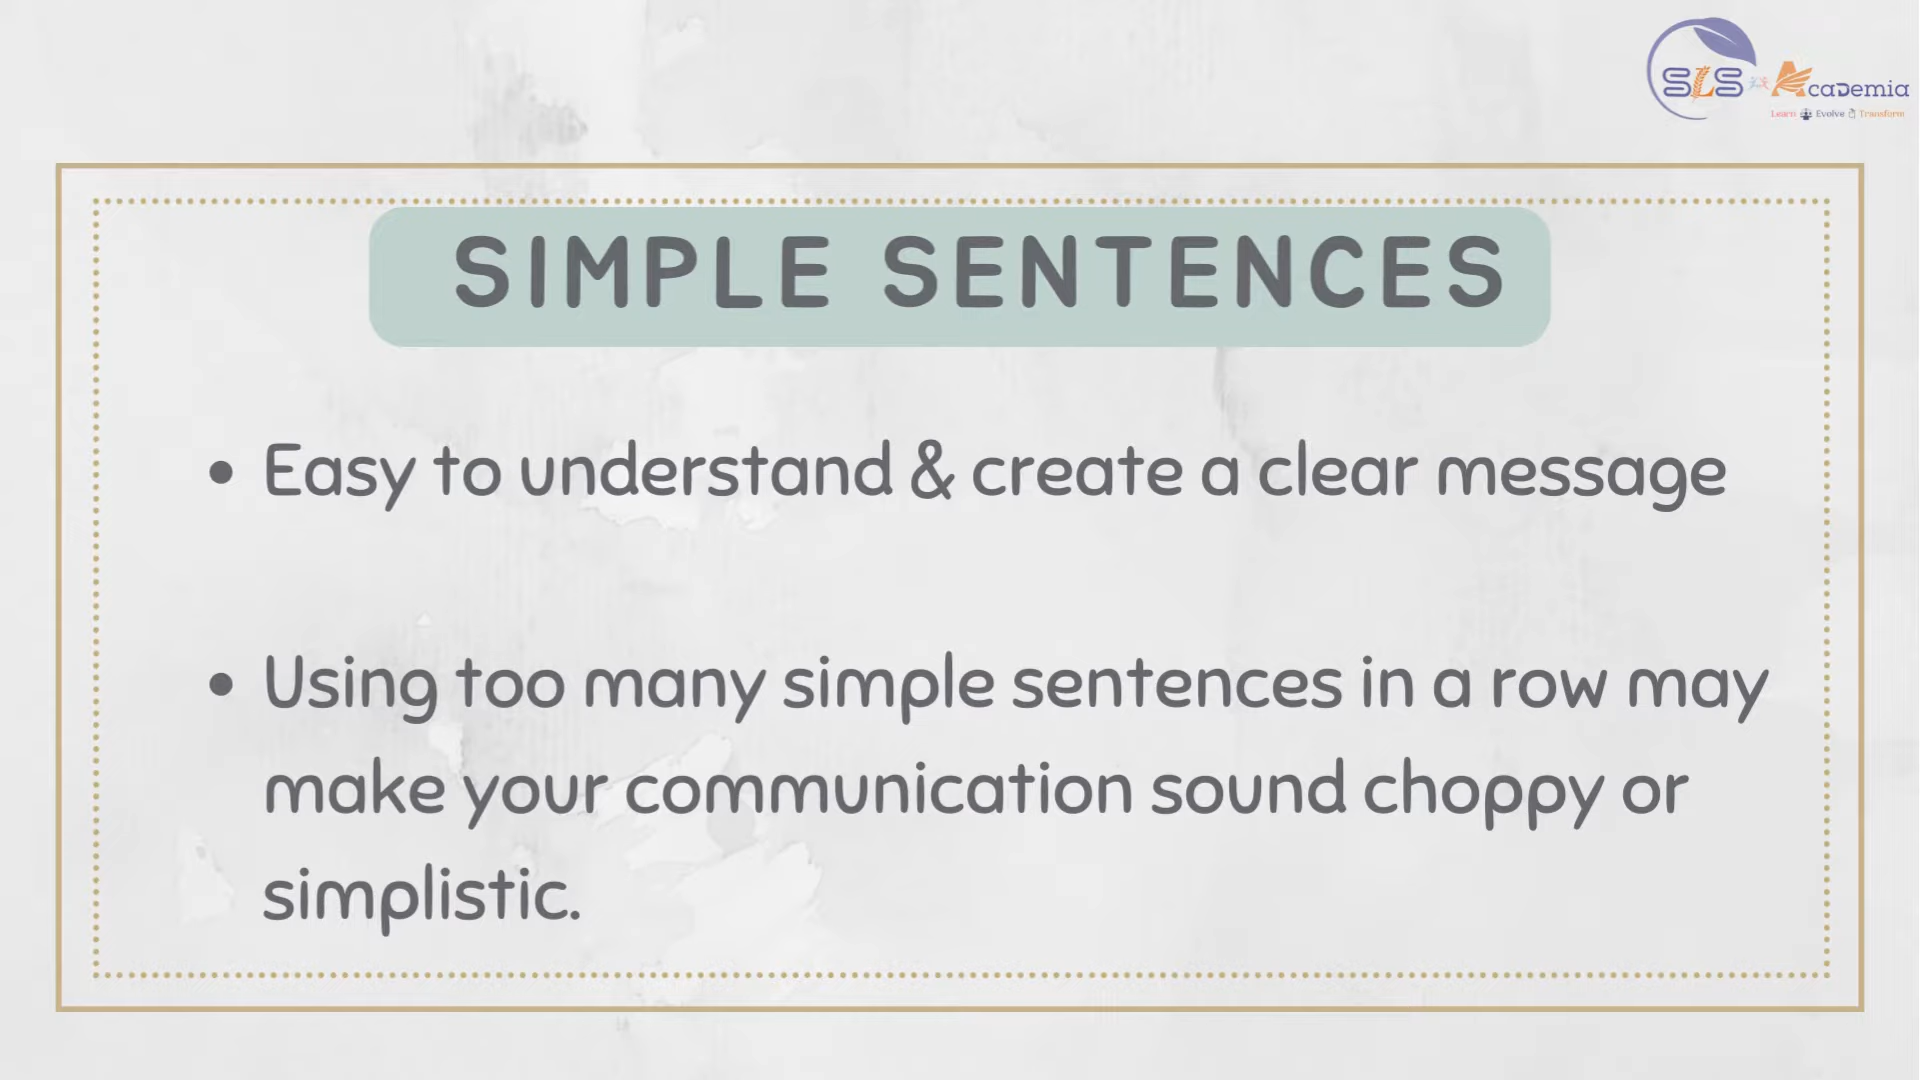 SLS Academia
Learn Evolve Transform
SIMPLE SENTENCES
• Easy to understand & create a clear message
• Using too many simple sentences in a row may
make your communication sound choppy or
simplistic.